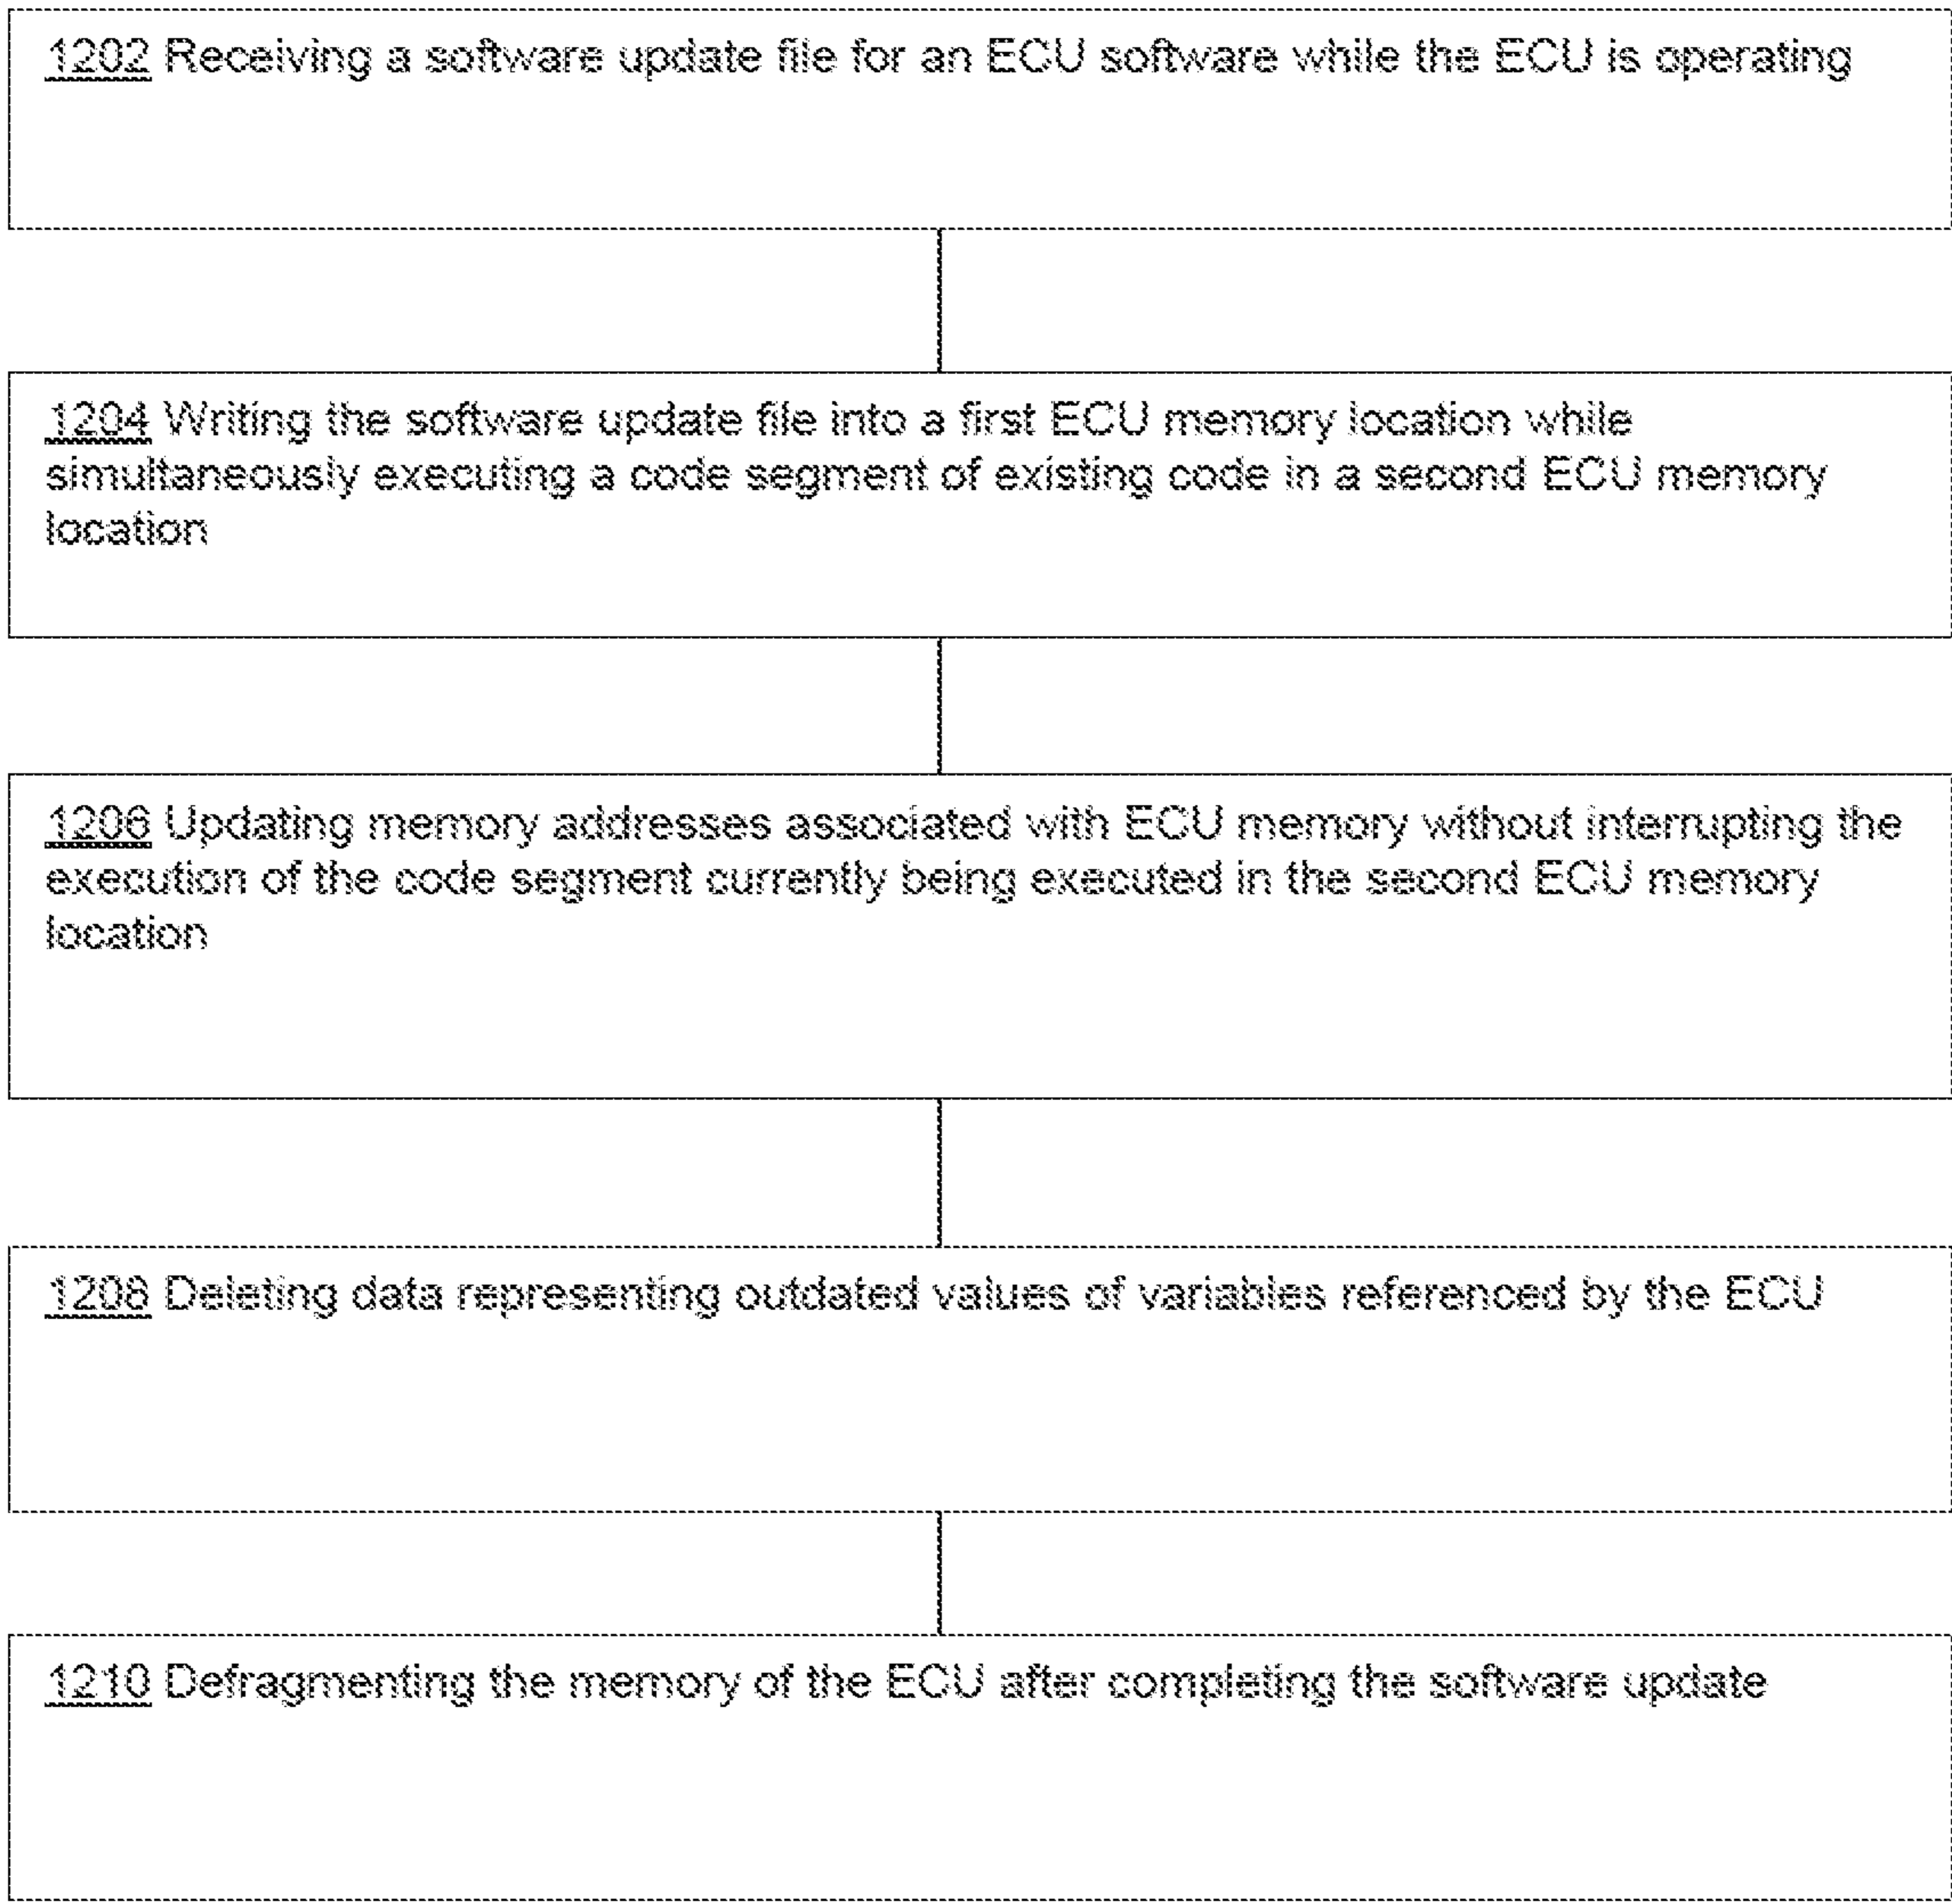 1202 Receiving a software update file for an ECU software while the ECU is operating
1204 Writing the software update file into a first ECU memory location while
simultaneously executing a code segment of existing code in a second ECU memory
location
1206 Updating memory addresses associated with ECU memory without interrupting the
execution of the code segment currently being executed in the second ECU memory
location
1208 Deleting data representing outdated values of variables referenced by the ECU
1210 Defragmenting the memory of the ECU after completing the software update